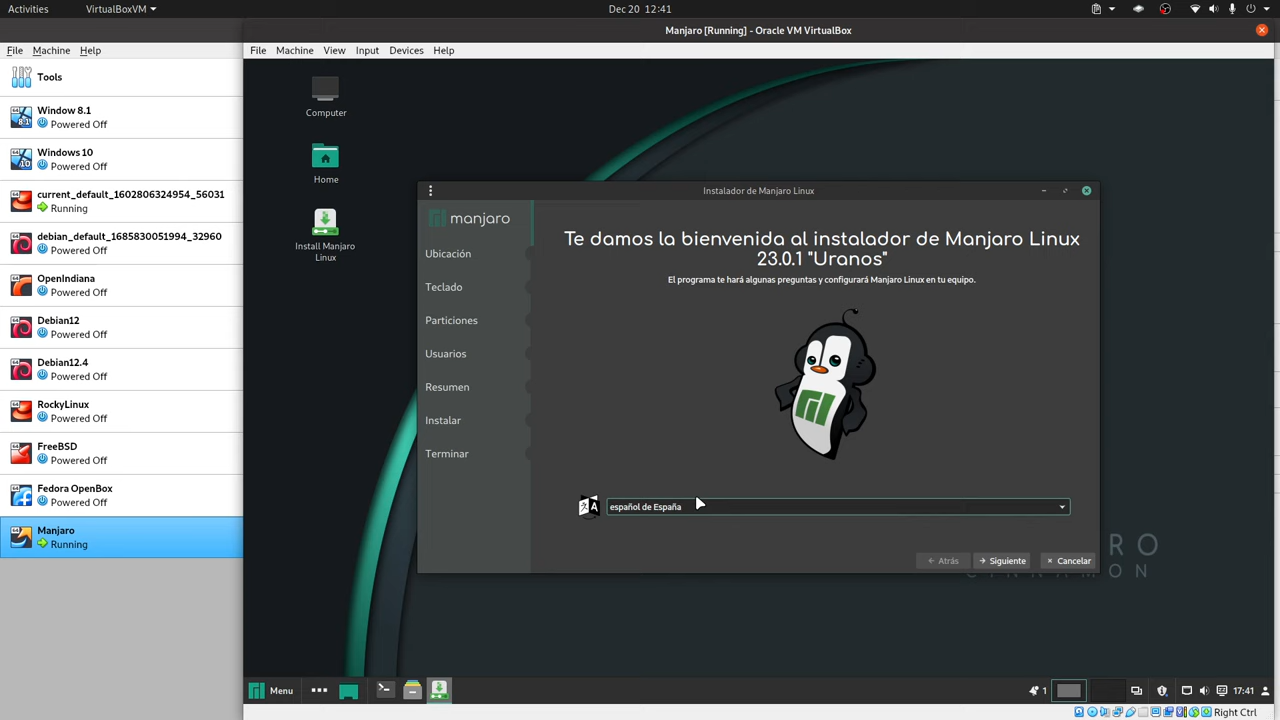 Activities
VirtualBoxVM
Dec 20 12:41
Manjaro [Running] - Oracle VM VirtualBox
File Machine Help
File Machine View Input Devices Help
Tools
Window 8.1
Powered Off
Windows 10
Powered Off
current_default_1602806324954_56031
Running
debian_default_1685830051994_32960
Powered Off
OpenIndiana
Powered Off
Debian12
Powered Off
Debian12.4
Powered Off
RockyLinux
Powered Off
FreeBSD
Powered Off
Fedora OpenBox
Powered Off
Manjaro
Running
Computer
Home
Install Manjaro
Linux
Instalador de Manjaro Linux
manjaro
Ubicación
Teclado
Particiones
Usuarios
Resumen
Instalar
Terminar
Te damos la bienvenida al instalador de Manjaro Linux
23.0.1 "Uranos"
El programa te hará algunas preguntas y configurará Manjaro Linux en tu equipo.
español de España
Atrás
Siguiente
Cancelar
Menu
1
17:41
Right Ctrl